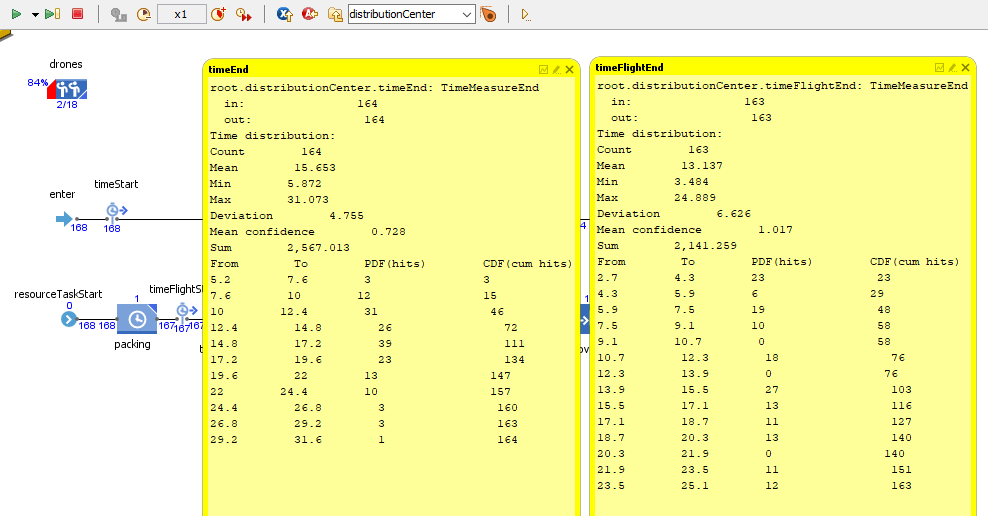 x1 distributionCenter
drones
84%
2/18
enter
168
timeStart
168
resourceTaskStart
0
168
168
1
packing
167
timeFlightSt
167
167
timeEnd
root.distributionCenter.timeEnd: TimeMeasureEnd
in: 164
out: 164
Time distribution:
Count 164
Mean 15.653
Min 5.872
Max 31.073
Deviation 4.755
Mean confidence 0.728
Sum 2,567.013
From To PDF(hits) CDF(cum hits)
5.2 7.6 3 3
7.6 10 12 15
10 12.4 31 46
12.4 14.8 26 72
14.8 17.2 39 111
17.2 19.6 23 134
19.6 22 13 147
22 24.4 10 157
24.4 26.8 3 160
26.8 29.2 3 163
29.2 31.6 1 164
4
1
timeFlightEnd
root.distributionCenter.timeFlightEnd: TimeMeasureEnd
in: 163
out: 163
Time distribution:
Count 163
Mean 13.137
Min 3.484
Max 24.889
Deviation 6.626
Mean confidence 1.017
Sum 2,141.259
From To PDF(hits) CDF(cum hits)
2.7 4.3 23 23
4.3 5.9 6 29
5.9 7.5 19 48
7.5 9.1 10 58
9.1 10.7 0 58
10.7 12.3 18 76
12.3 13.9 0 76
13.9 15.5 27 103
15.5 17.1 13 116
17.1 18.7 11 127
18.7 20.3 13 140
20.3 21.9 0 140
21.9 23.5 11 151
23.5 25.1 12 163